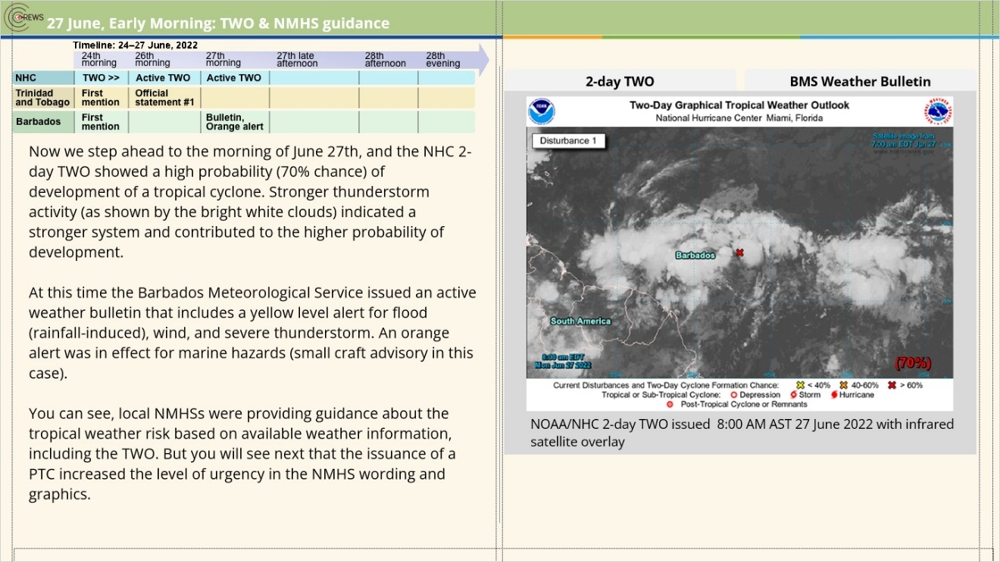 CREWS
27 June, Early Morning: TWO & NMHS guidance
Timeline: 24–27 June, 2022
24th morning
26th morning
27th morning
27th late afternoon
28th afternoon
28th evening
NHC
TWO >>
Active TWO
Active TWO
Trinidad and Tobago
First mention
Official statement #1
Barbados
First mention
Bulletin, Orange alert
Now we step ahead to the morning of June 27th, and the NHC 2-
day TWO showed a high probability (70% chance) of
development of a tropical cyclone. Stronger thunderstorm
activity (as shown by the bright white clouds) indicated a
stronger system and contributed to the higher probability of
development.
At this time the Barbados Meteorological Service issued an active
weather bulletin that includes a yellow level alert for flood
(rainfall-induced), wind, and severe thunderstorm. An orange
alert was in effect for marine hazards (small craft advisory in this
case).
You can see, local NMHSs were providing guidance about the
tropical weather risk based on available weather information,
including the TWO. But you will see next that the issuance of a
PTC increased the level of urgency in the NMHS wording and
graphics.
2-day TWO
BMS Weather Bulletin
Two-Day Graphical Tropical Weather Outlook
National Hurricane Center Miami, Florida
Disturbance 1
Satellite image from
7:00 am EDT Jun 27
www.hurricanes.gov
Barbados
South America
8:00 am EDT
Mon Jun 27 2022
(70%)
Current Disturbances and Two-Day Cyclone Formation Chance: < 40% 40-60% > 60%
Tropical or Sub-Tropical Cyclone: Depression Storm Hurricane
Post-Tropical Cyclone or Remnants
NOAA/NHC 2-day TWO issued 8:00 AM AST 27 June 2022 with infrared
satellite overlay